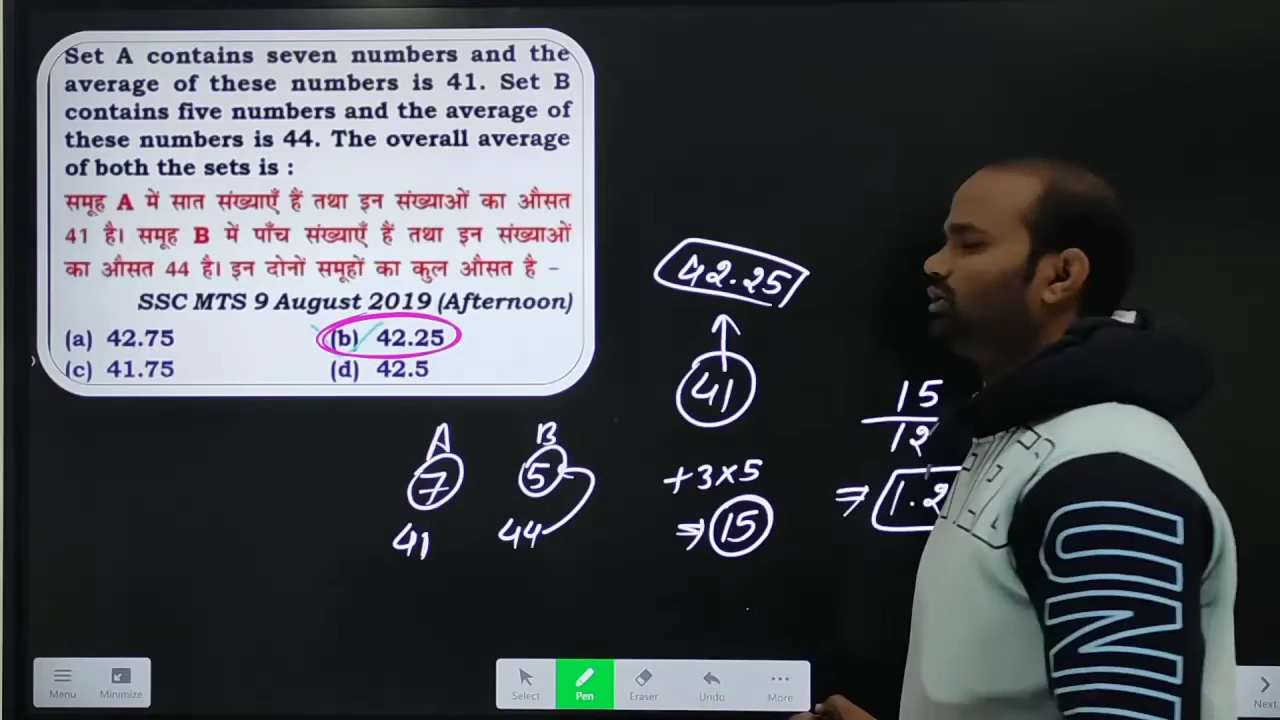 Set A contains seven numbers and the
average of these numbers is 41. Set B
contains five numbers and the average of
these numbers is 44. The overall average
of both the sets is :
समूह A में सात संख्याएँ हैं तथा इन संख्याओं का औसत
41 है। समूह B में पाँच संख्याएँ हैं तथा इन संख्याओं
का औसत 44 है। इन दोनों समूहों का कुल औसत है –
SSC MTS 9 August 2019 (Afternoon)
(a) 42.75 (b) 42.25
(c) 41.75 (d) 42.5
42.25
41
A B
7 5
41 44
+3×5
⇒ 15
15
12
⇒ 1.2
UNI
Menu Minimize
Select Pen Eraser Undo More
Next